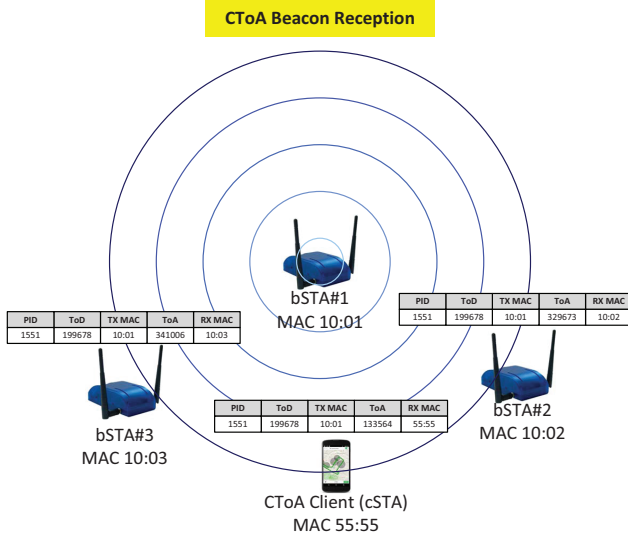 CToA Beacon Reception
bSTA#1
MAC 10:01
PID ToD TX MAC ToA RX MAC
1551 199678 10:01 329673 10:02
PID ToD TX MAC ToA RX MAC
1551 199678 10:01 341006 10:03
bSTA#2
MAC 10:02
bSTA#3
MAC 10:03
PID ToD TX MAC ToA RX MAC
1551 199678 10:01 133564 55:55
CToA Client (cSTA)
MAC 55:55